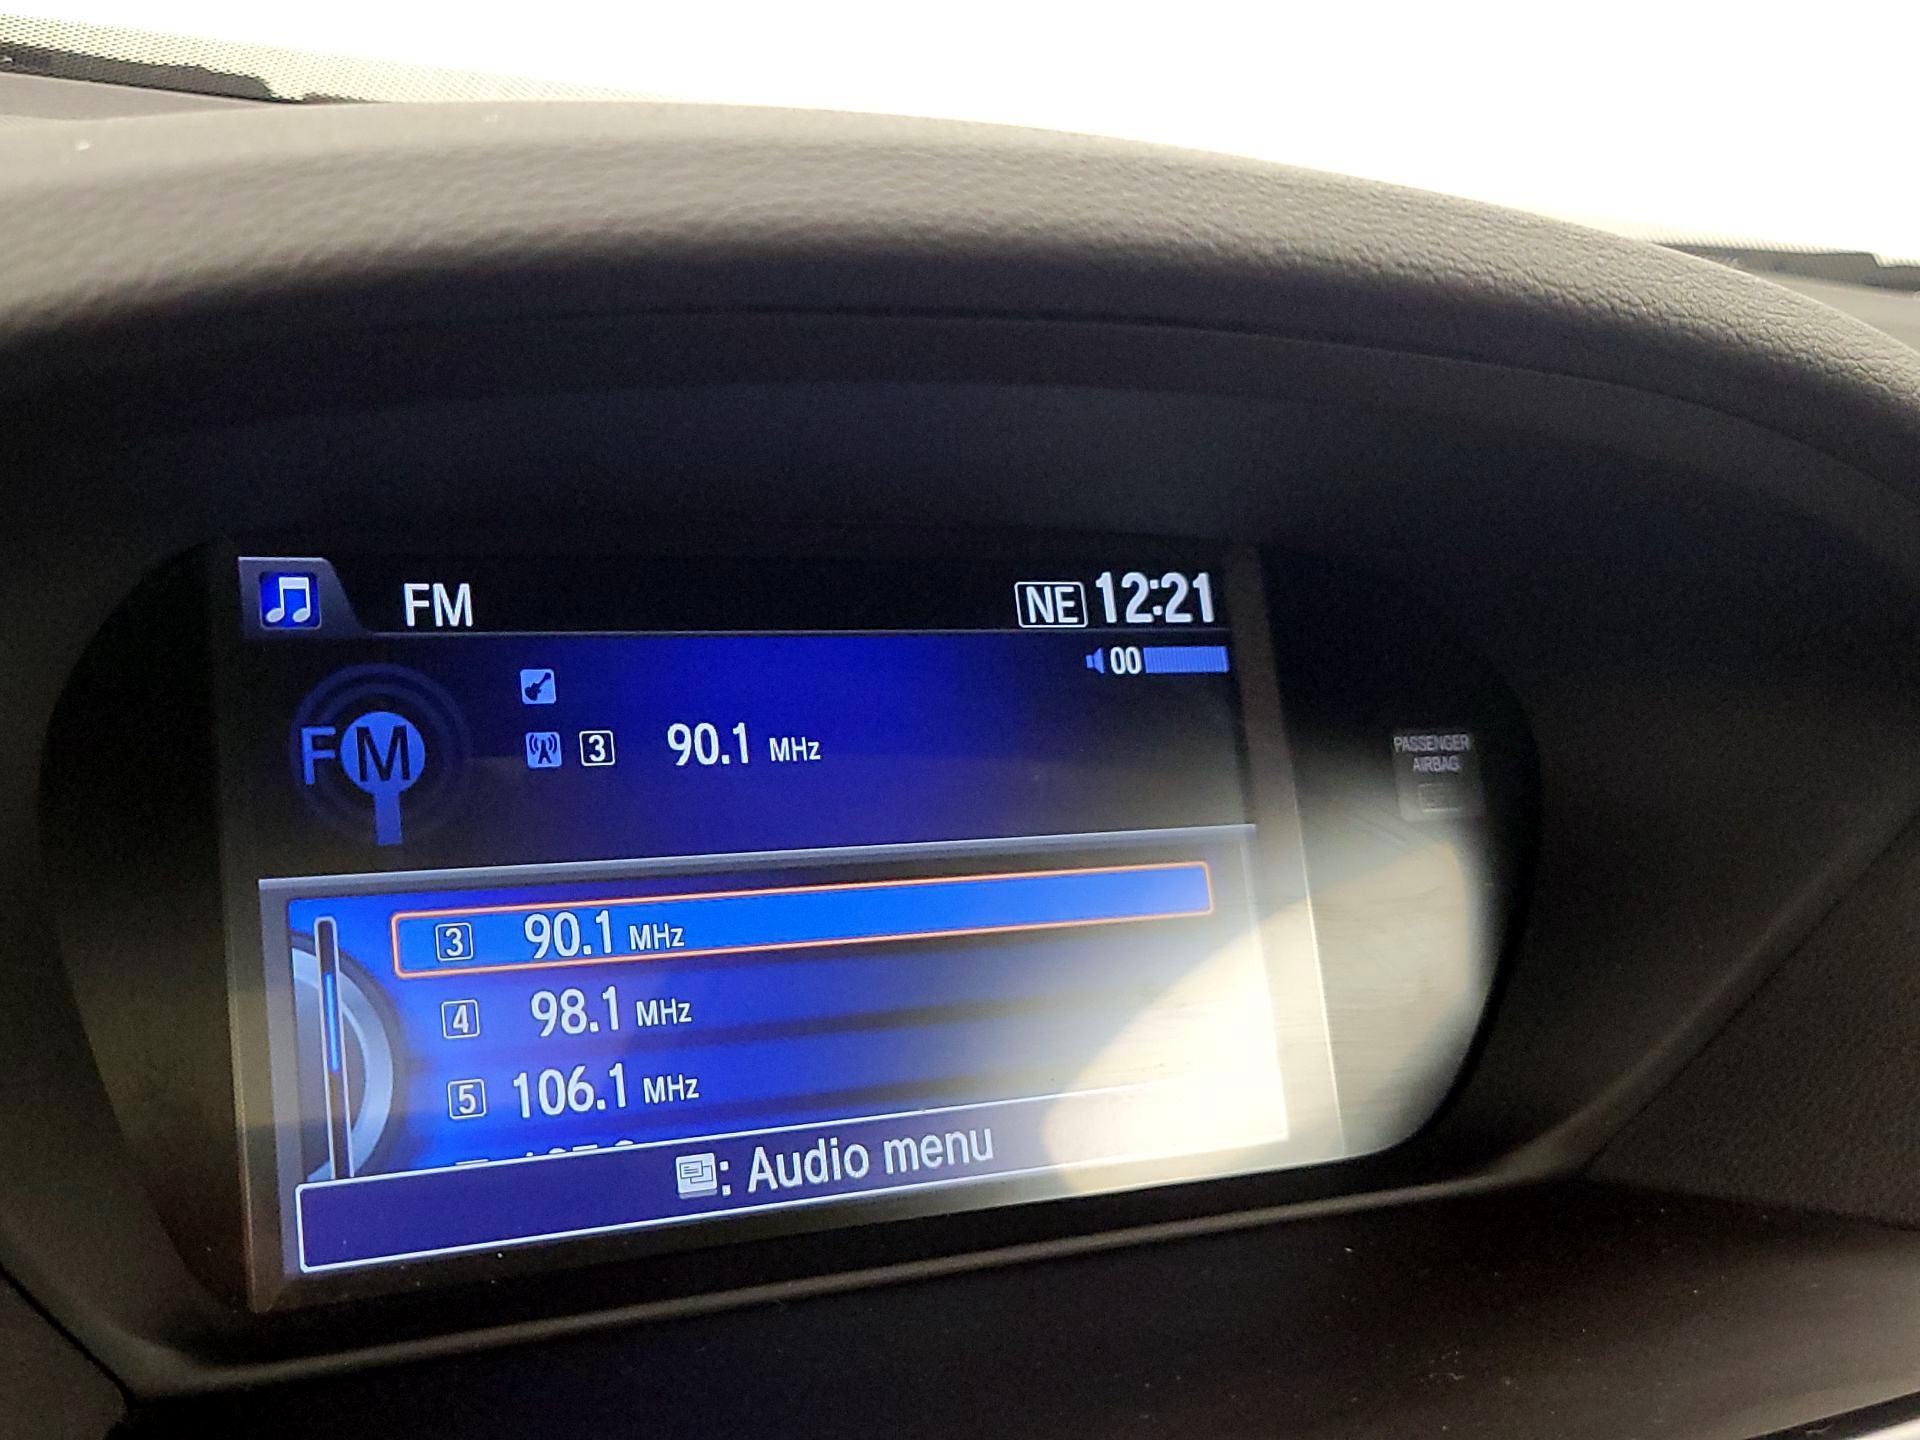 FM NE 12:21
00
FM
3 90.1 MHz
PASSENGER
AIRBAG
3 90.1 MHz
4 98.1 MHz
5 106.1 MHz
: Audio menu